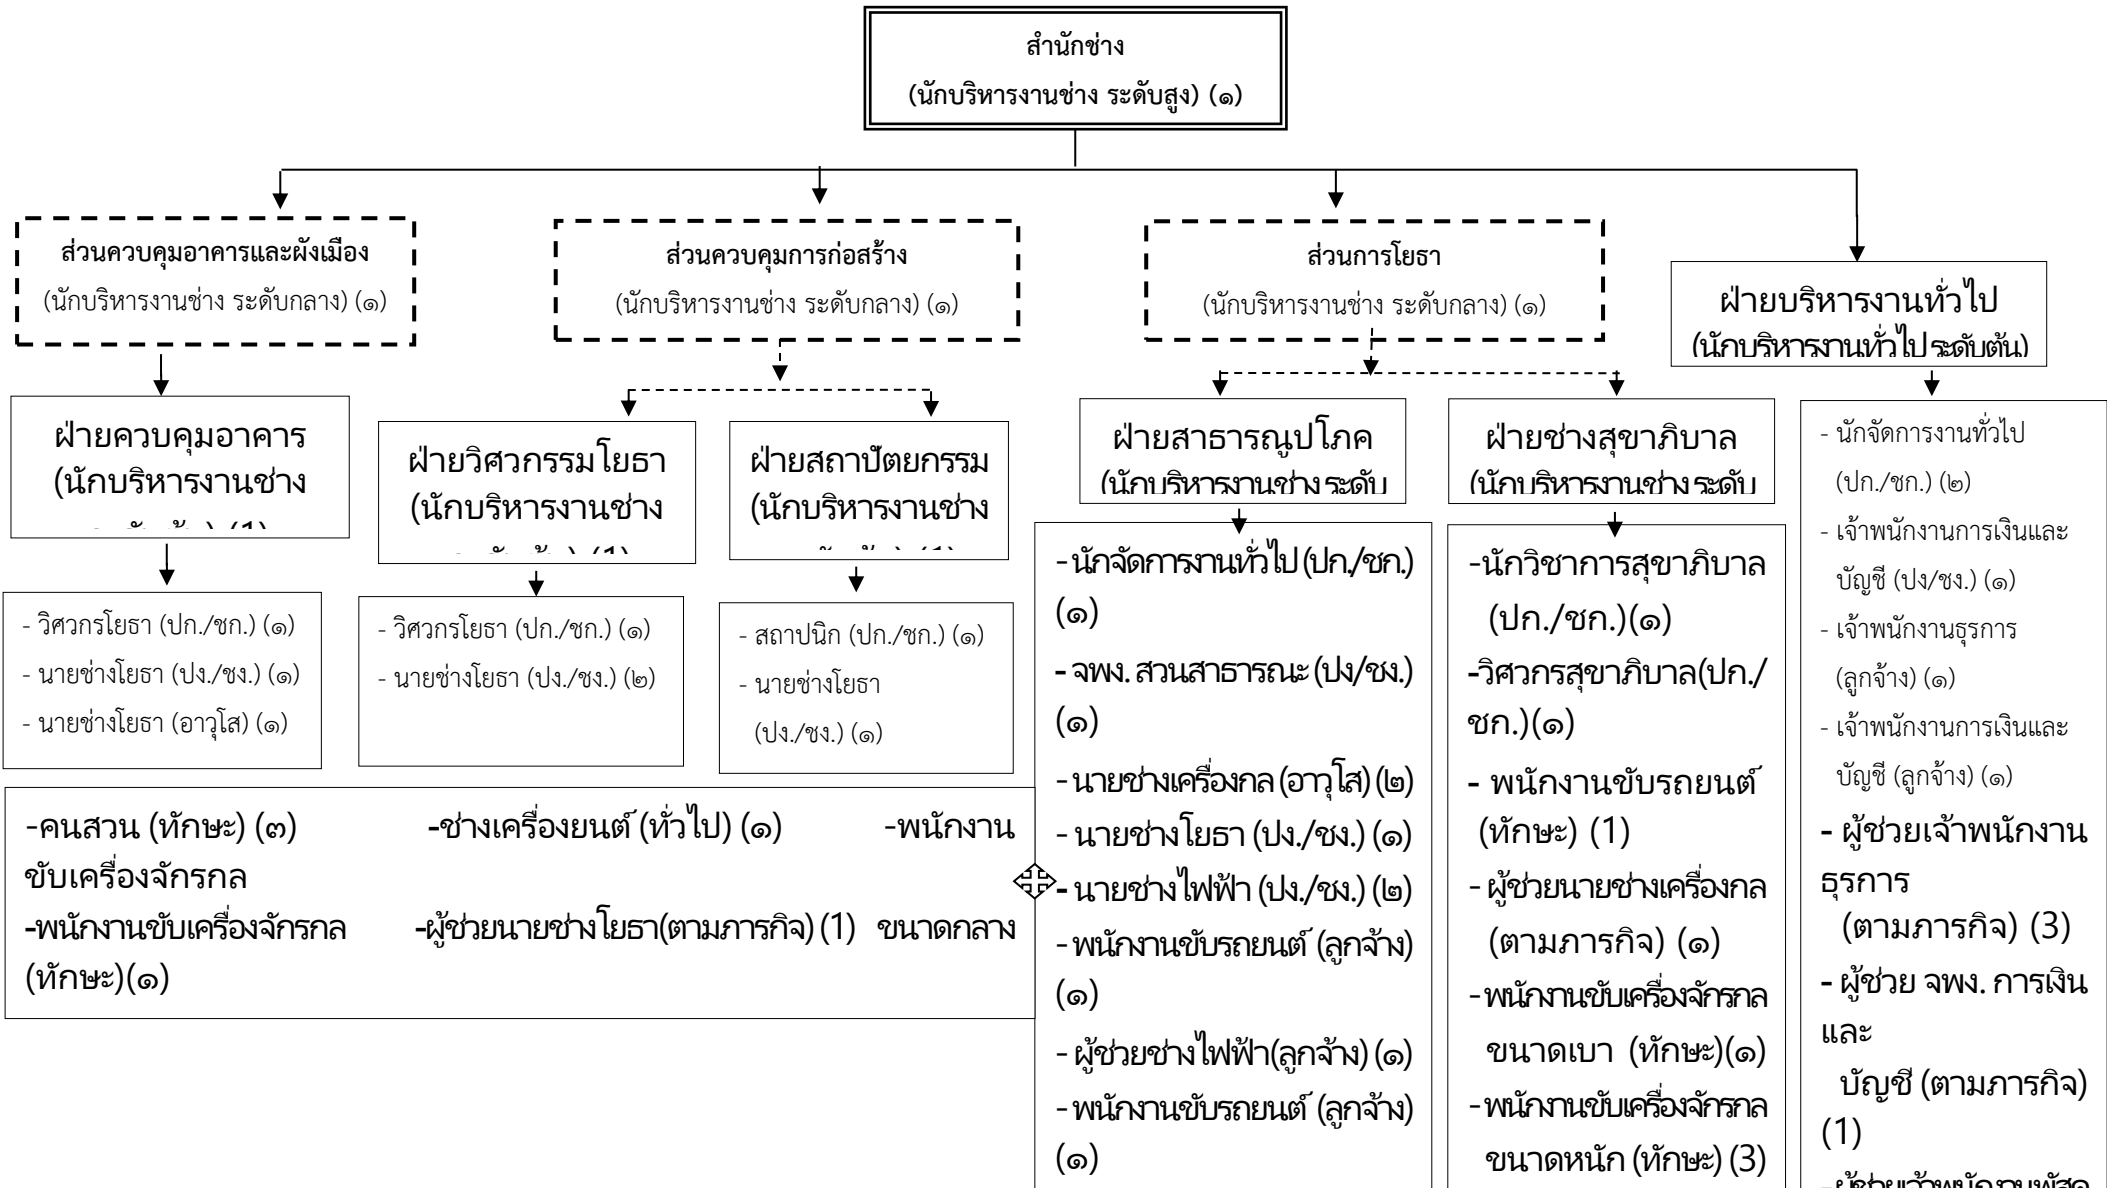 สำนักช่าง
(นักบริหารงานช่าง ระดับสูง) (๑)
ส่วนควบคุมอาคารและผังเมือง
(นักบริหารงานช่าง ระดับกลาง) (๑)
ส่วนควบคุมการก่อสร้าง
(นักบริหารงานช่าง ระดับกลาง) (๑)
ส่วนการโยธา
(นักบริหารงานช่าง ระดับกลาง) (๑)
ฝ่ายบริหารงานทั่วไป
(นักบริหารงานทั่วไป ระดับต้น)
ฝ่ายควบคุมอาคาร
(นักบริหารงานช่าง
ฝ่ายวิศวกรรมโยธา
(นักบริหารงานช่าง
ฝ่ายสถาปัตยกรรม
(นักบริหารงานช่าง
ฝ่ายสาธารณูปโภค
(นักบริหารงานช่าง ระดับ
ฝ่ายช่างสุขาภิบาล
(นักบริหารงานช่าง ระดับ
- วิศวกรโยธา (ปก./ชก.) (๑)
- นายช่างโยธา (ปง./ชง.) (๑)
- นายช่างโยธา (อาวุโส) (๑)
- วิศวกรโยธา (ปก./ชก.) (๑)
- นายช่างโยธา (ปง./ชง.) (๒)
- สถาปนิก (ปก./ชก.) (๑)
- นายช่างโยธา
(ปง./ชง.) (๑)
-คนสวน (ทักษะ) (๓) -ช่างเครื่องยนต์ (ทั่วไป) (๑) -พนักงาน
ขับเครื่องจักรกล
-พนักงานขับเครื่องจักรกล -ผู้ช่วยนายช่างโยธา(ตามภารกิจ) (1) ขนาดกลาง
(ทักษะ)(๑)
- นักจัดการงานทั่วไป (ปก./ชก.)
(๑)
- จพง. สวนสาธารณะ (ปง/ชง.)
(๑)
- นายช่างเครื่องกล (อาวุโส) (๒)
- นายช่างโยธา (ปง./ชง.) (๑)
- นายช่างไฟฟ้า (ปง./ชง.) (๒)
- พนักงานขับรถยนต์ (ลูกจ้าง)
(๑)
- ผู้ช่วยช่างไฟฟ้า(ลูกจ้าง) (๑)
- พนักงานขับรถยนต์ (ลูกจ้าง)
(๑)
-นักวิชาการสุขาภิบาล
(ปก./ชก.)(๑)
-วิศวกรสุขาภิบาล(ปก./
ชก.)(๑)
- พนักงานขับรถยนต์
(ทักษะ) (1)
- ผู้ช่วยนายช่างเครื่องกล
(ตามภารกิจ) (๑)
- พนักงานขับเครื่องจักรกล
ขนาดเบา (ทักษะ)(๑)
- พนักงานขับเครื่องจักรกล
ขนาดหนัก (ทักษะ) (3)
- นักจัดการงานทั่วไป
(ปก./ชก.) (๒)
- เจ้าพนักงานการเงินและ
บัญชี (ปง/ชง.) (๑)
- เจ้าพนักงานธุรการ
(ลูกจ้าง) (๑)
- เจ้าพนักงานการเงินและ
บัญชี (ลูกจ้าง) (๑)
- ผู้ช่วยเจ้าพนักงาน
ธุรการ
(ตามภารกิจ) (3)
- ผู้ช่วย จพง. การเงิน
และ
บัญชี (ตามภารกิจ)
(1)